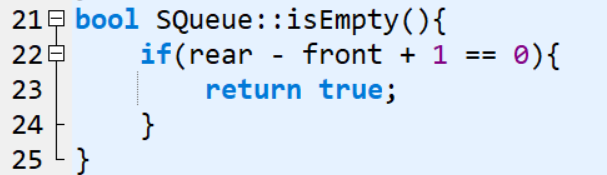 21 bool SQueue::isEmpty(){
22     if(rear - front + 1 == 0){
23         return true;
24     }
25 }